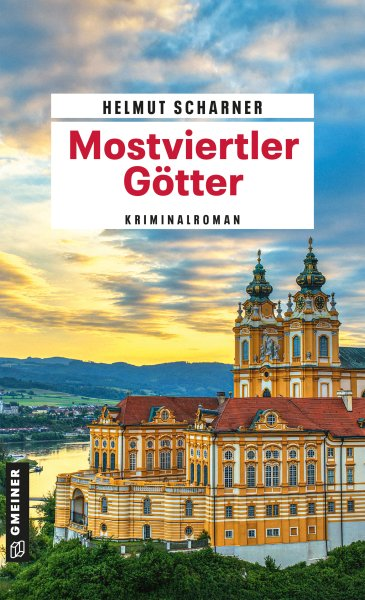 HELMUT SCHARNER
Mostviertler
Götter
KRIMINALROMAN
GMEINER